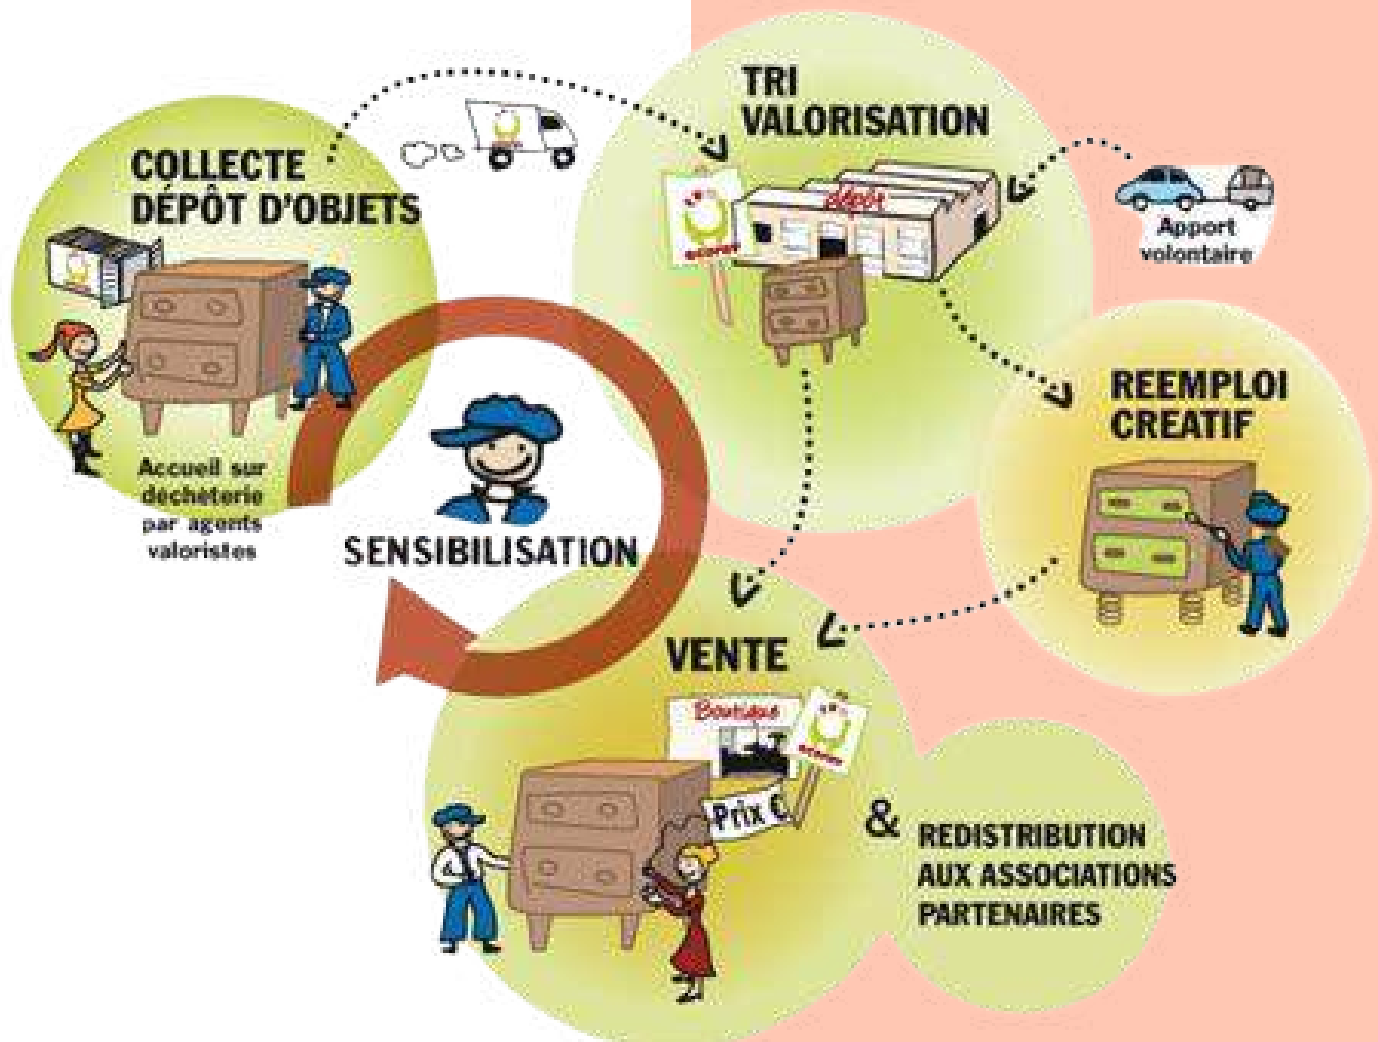 COLLECTE
DÉPÔT D'OBJETS
Accueil sur
déchèterie
par agents
valoristes
TRI
VALORISATION
dépôt
Apport
volontaire
REEMPLOI
CREATIF
SENSIBILISATION
VENTE
Boutique
Prix €
&
REDISTRIBUTION
AUX ASSOCIATIONS
PARTENAIRES